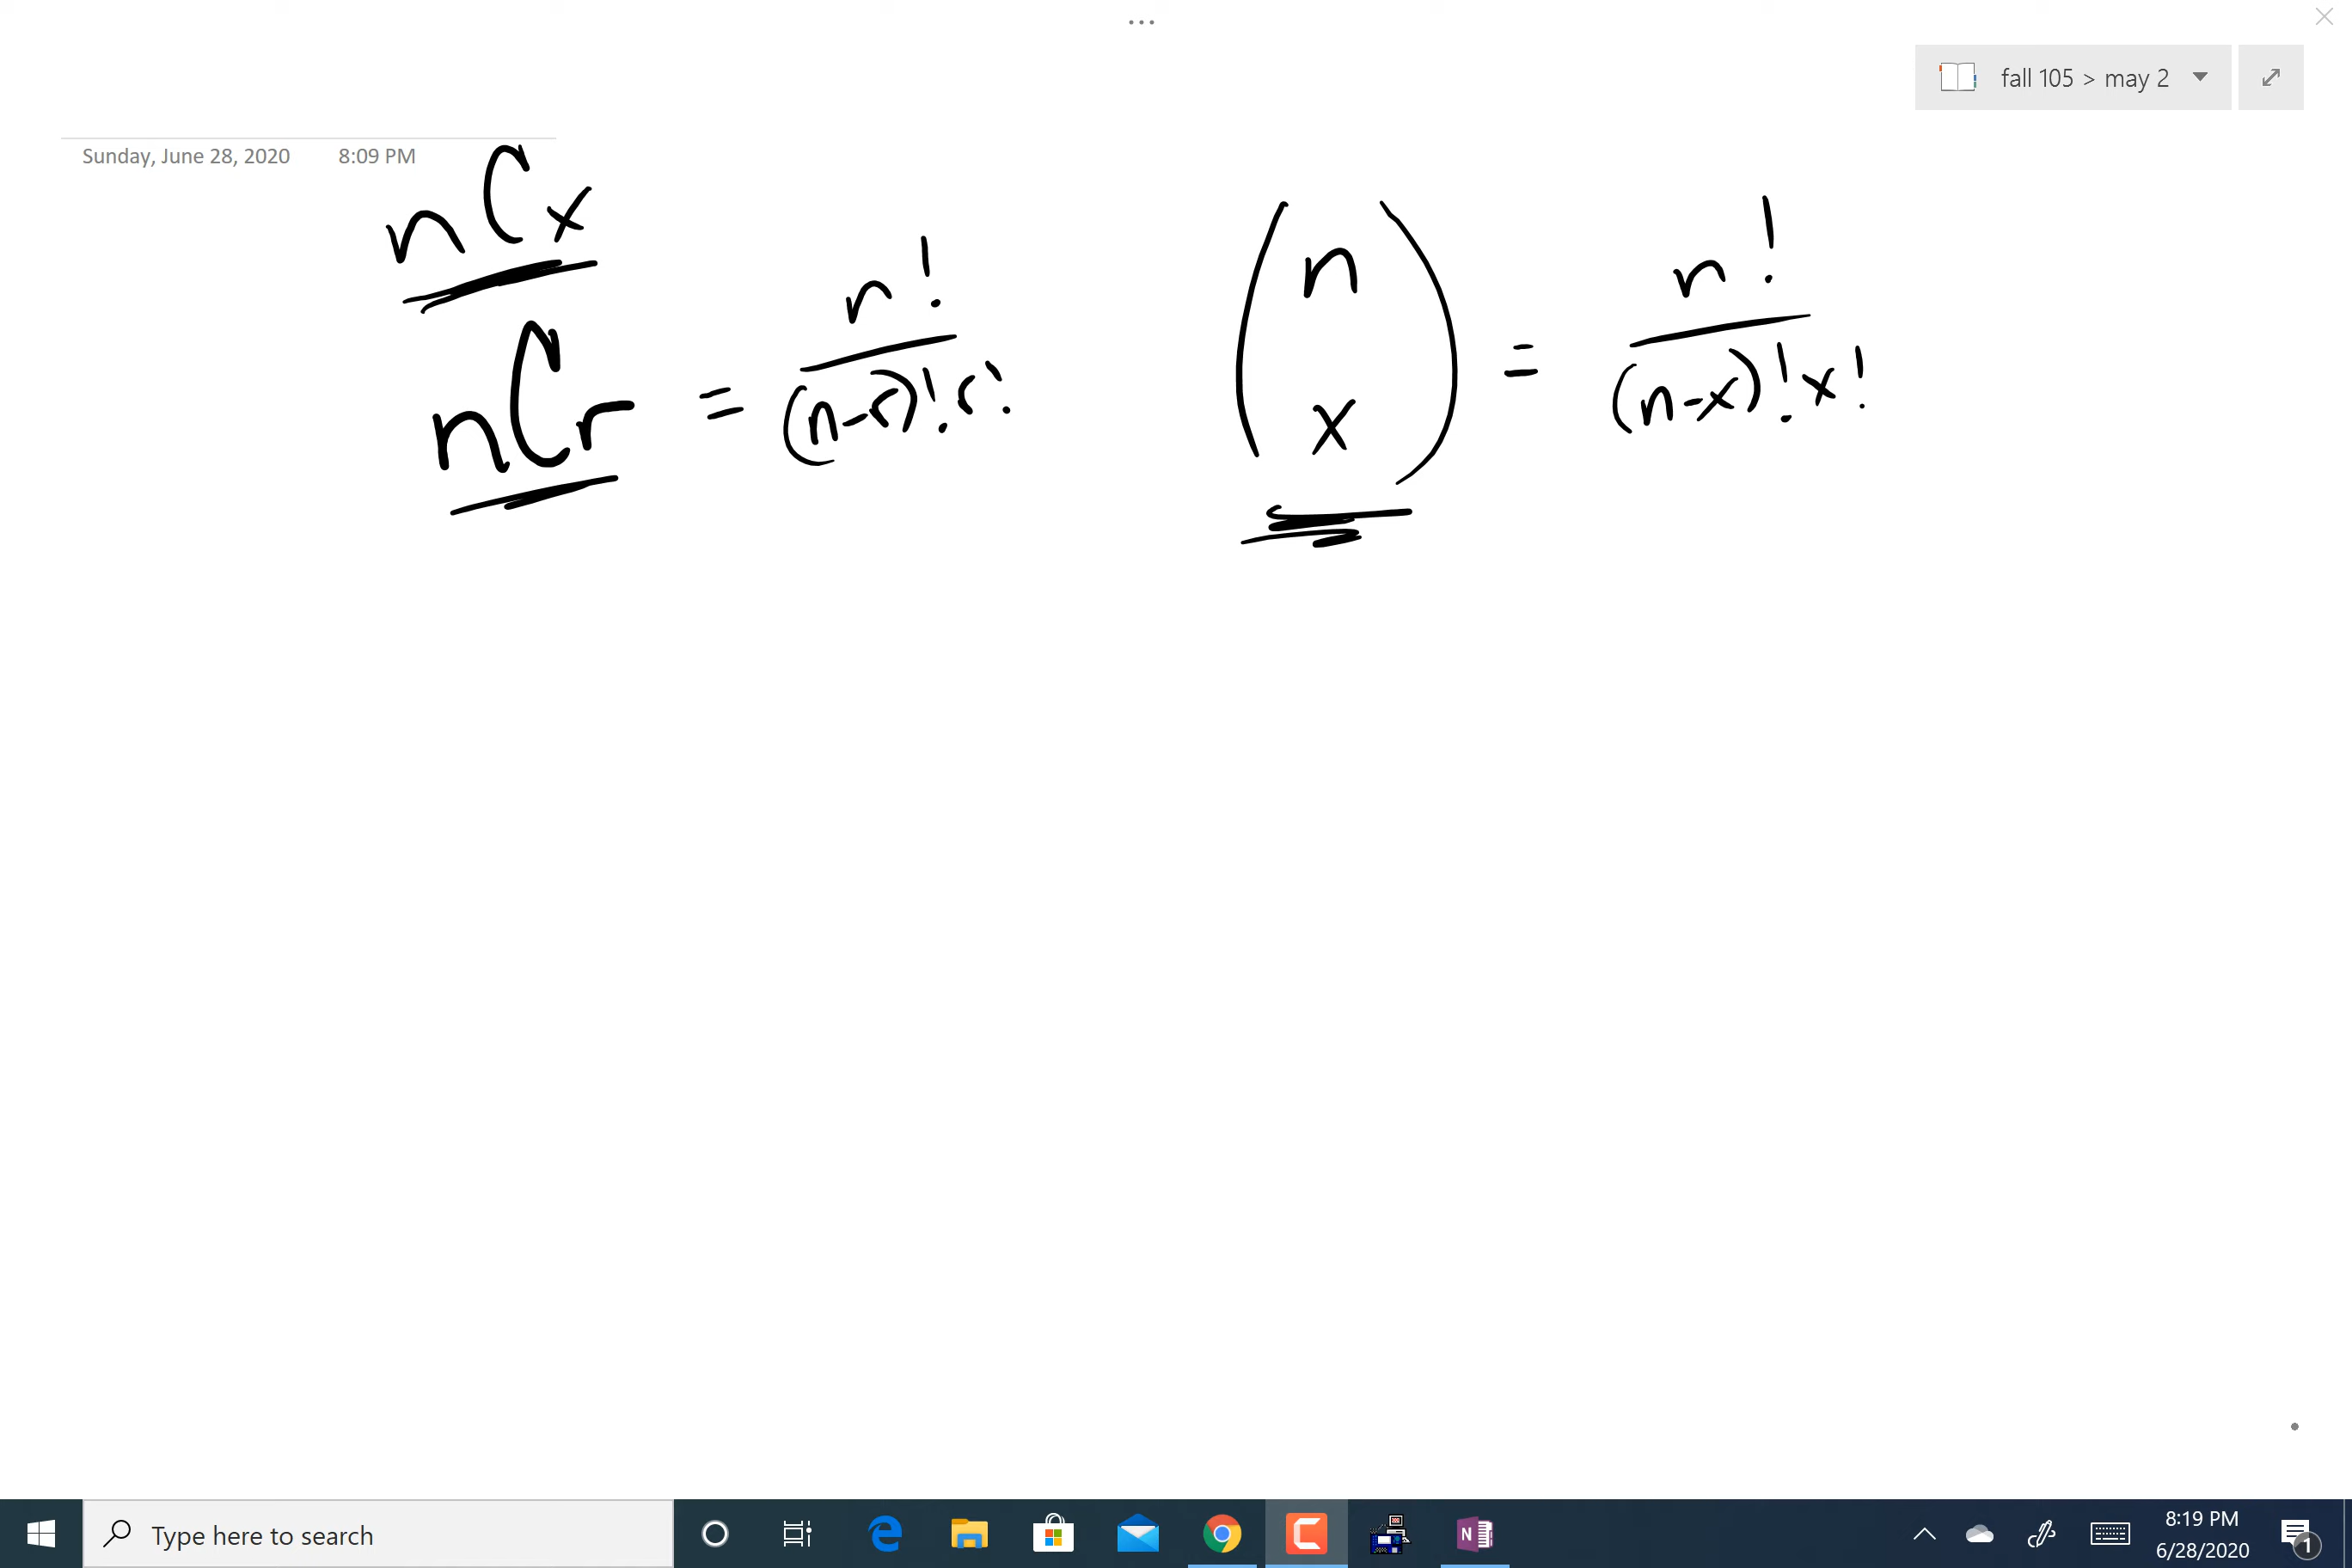 ...
fall 105 > may 2
Sunday, June 28, 2020 8:09 PM
nCx
nCr = n! / (n-r)! r!
(n x) = n! / (n-x)! x!
Type here to search
N
8:19 PM
6/28/2020
1